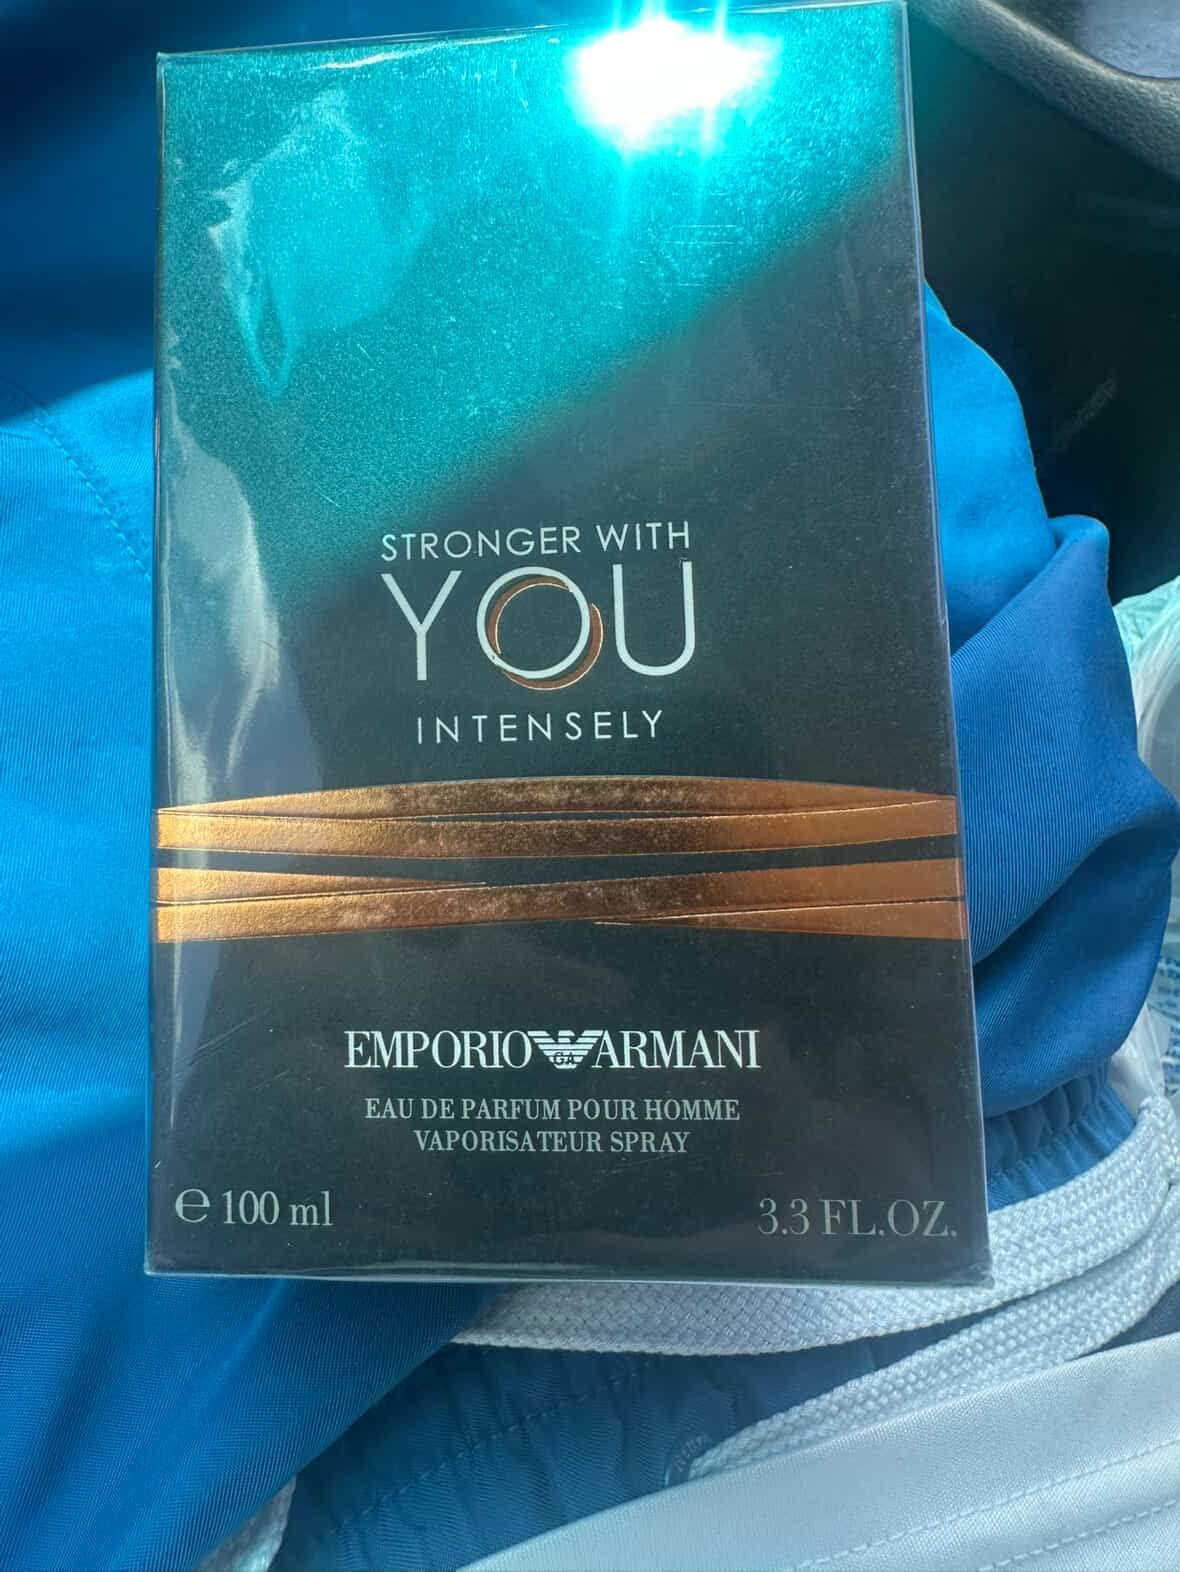 STRONGER WITH
YOU
INTENSELY
EMPORIO GA ARMANI
EAU DE PARFUM POUR HOMME
VAPORISATEUR SPRAY
℮ 100 ml 3.3 FL.OZ.